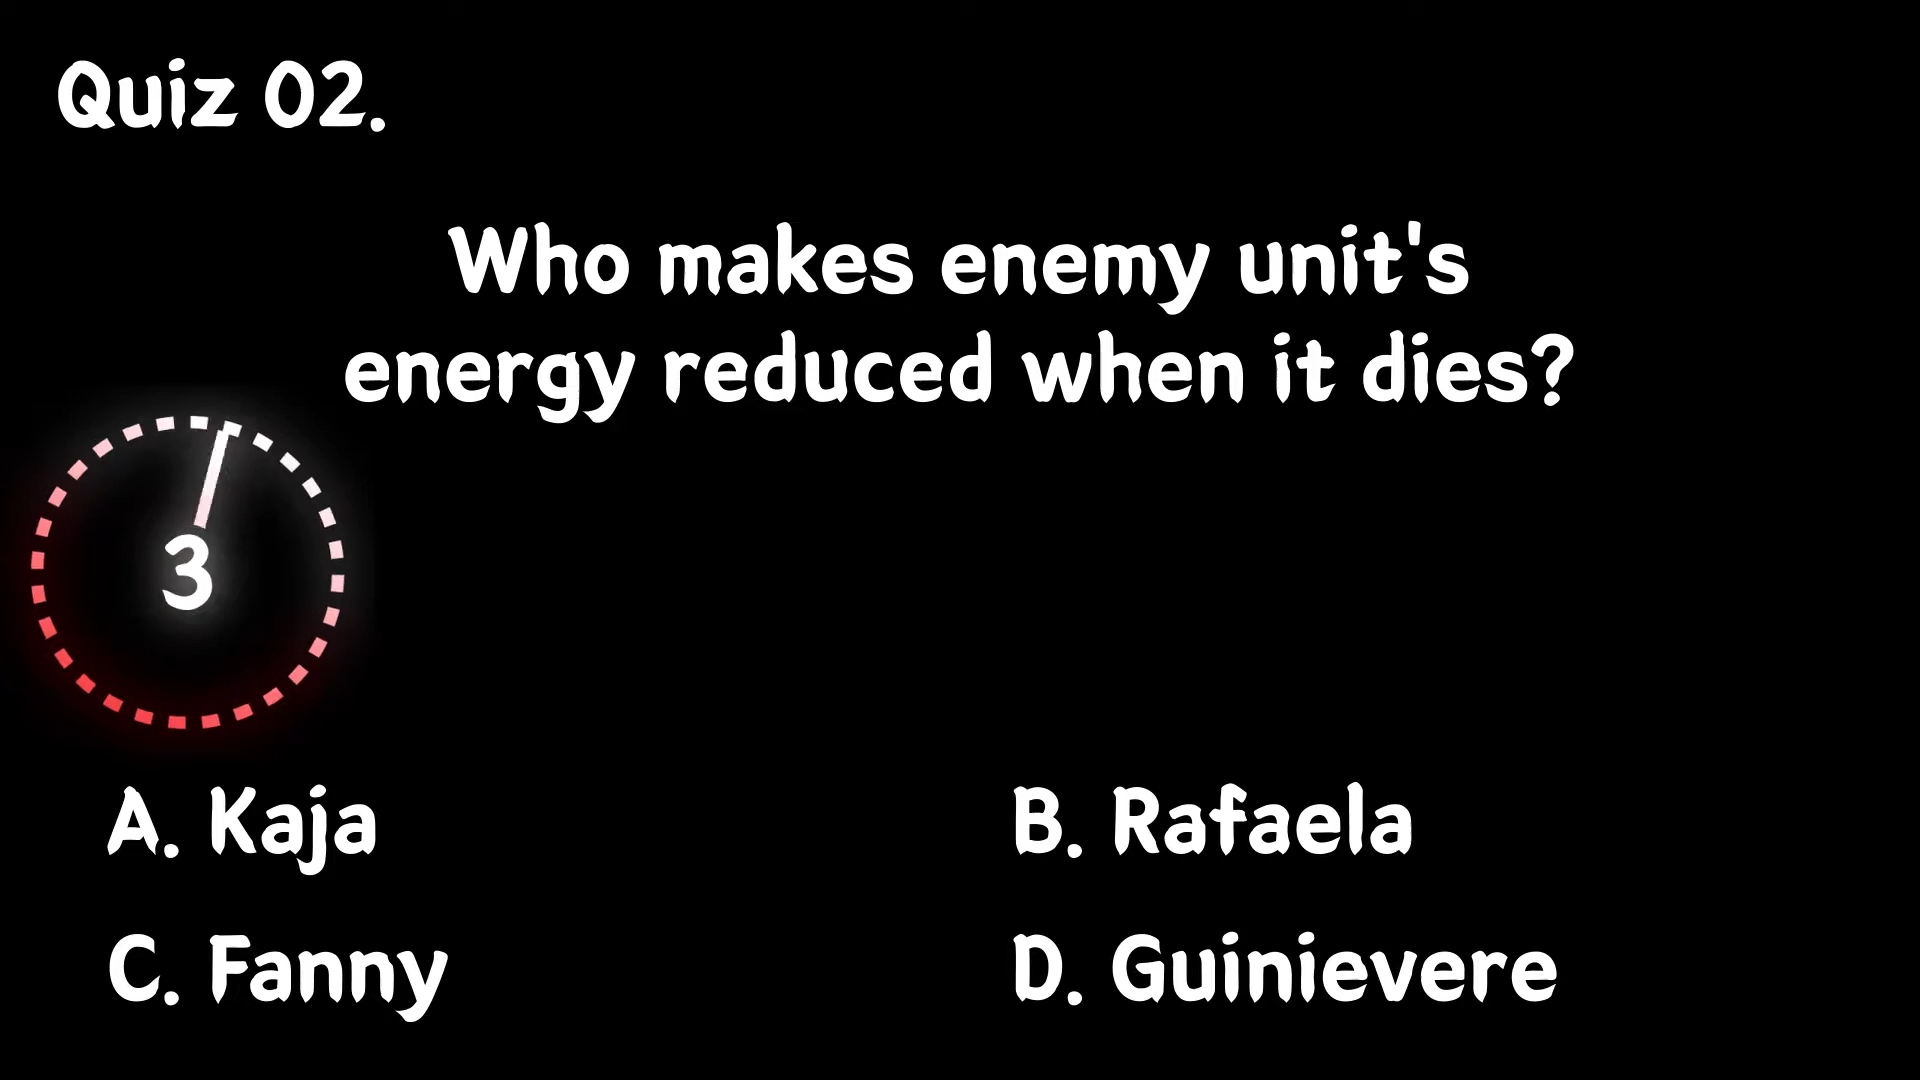 Quiz 02.
Who makes enemy unit's
energy reduced when it dies?
3
A. Kaja
B. Rafaela
C. Fanny
D. Guinievere